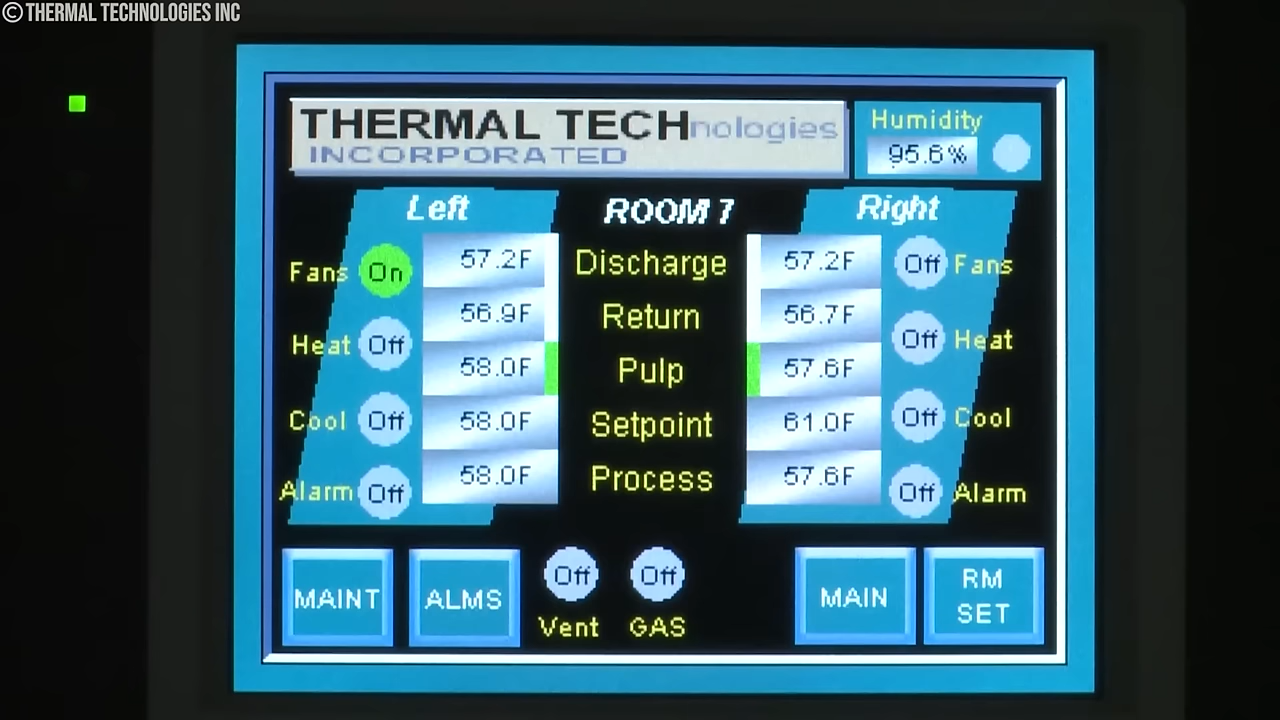 © THERMAL TECHNOLOGIES INC
THERMAL TECHnologies
INCORPORATED
Humidity
95.6%
Left
ROOM 7
Right
Fans On 57.2F Discharge 57.2F Off Fans
56.9F Return 56.7F
Heat Off 58.0F Pulp 57.6F Off Heat
Cool Off 58.0F Setpoint 61.0F Off Cool
Alarm Off 58.0F Process 57.6F Off Alarm
MAINT
ALMS
Off
Vent
Off
GAS
MAIN
RM
SET